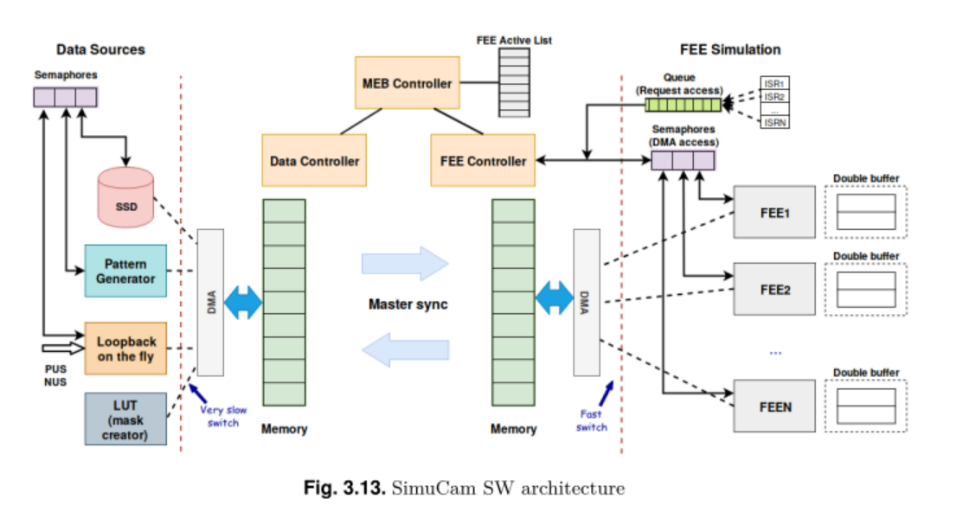 Data Sources
Semaphores
SSD
Pattern
Generator
Loopback
on the fly
PUS
NUS
LUT
(mask
creator)
DMA
Very slow
switch
Memory
MEB Controller
FEE Active List
Data Controller
FEE Controller
Master sync
Memory
DMA
Fast
switch
FEE Simulation
Queue
(Request access)
ISR1
ISR2
...
ISRN
Semaphores
(DMA access)
FEE1
Double buffer
FEE2
Double buffer
...
FEEN
Double buffer
Fig. 3.13. SimuCam SW architecture